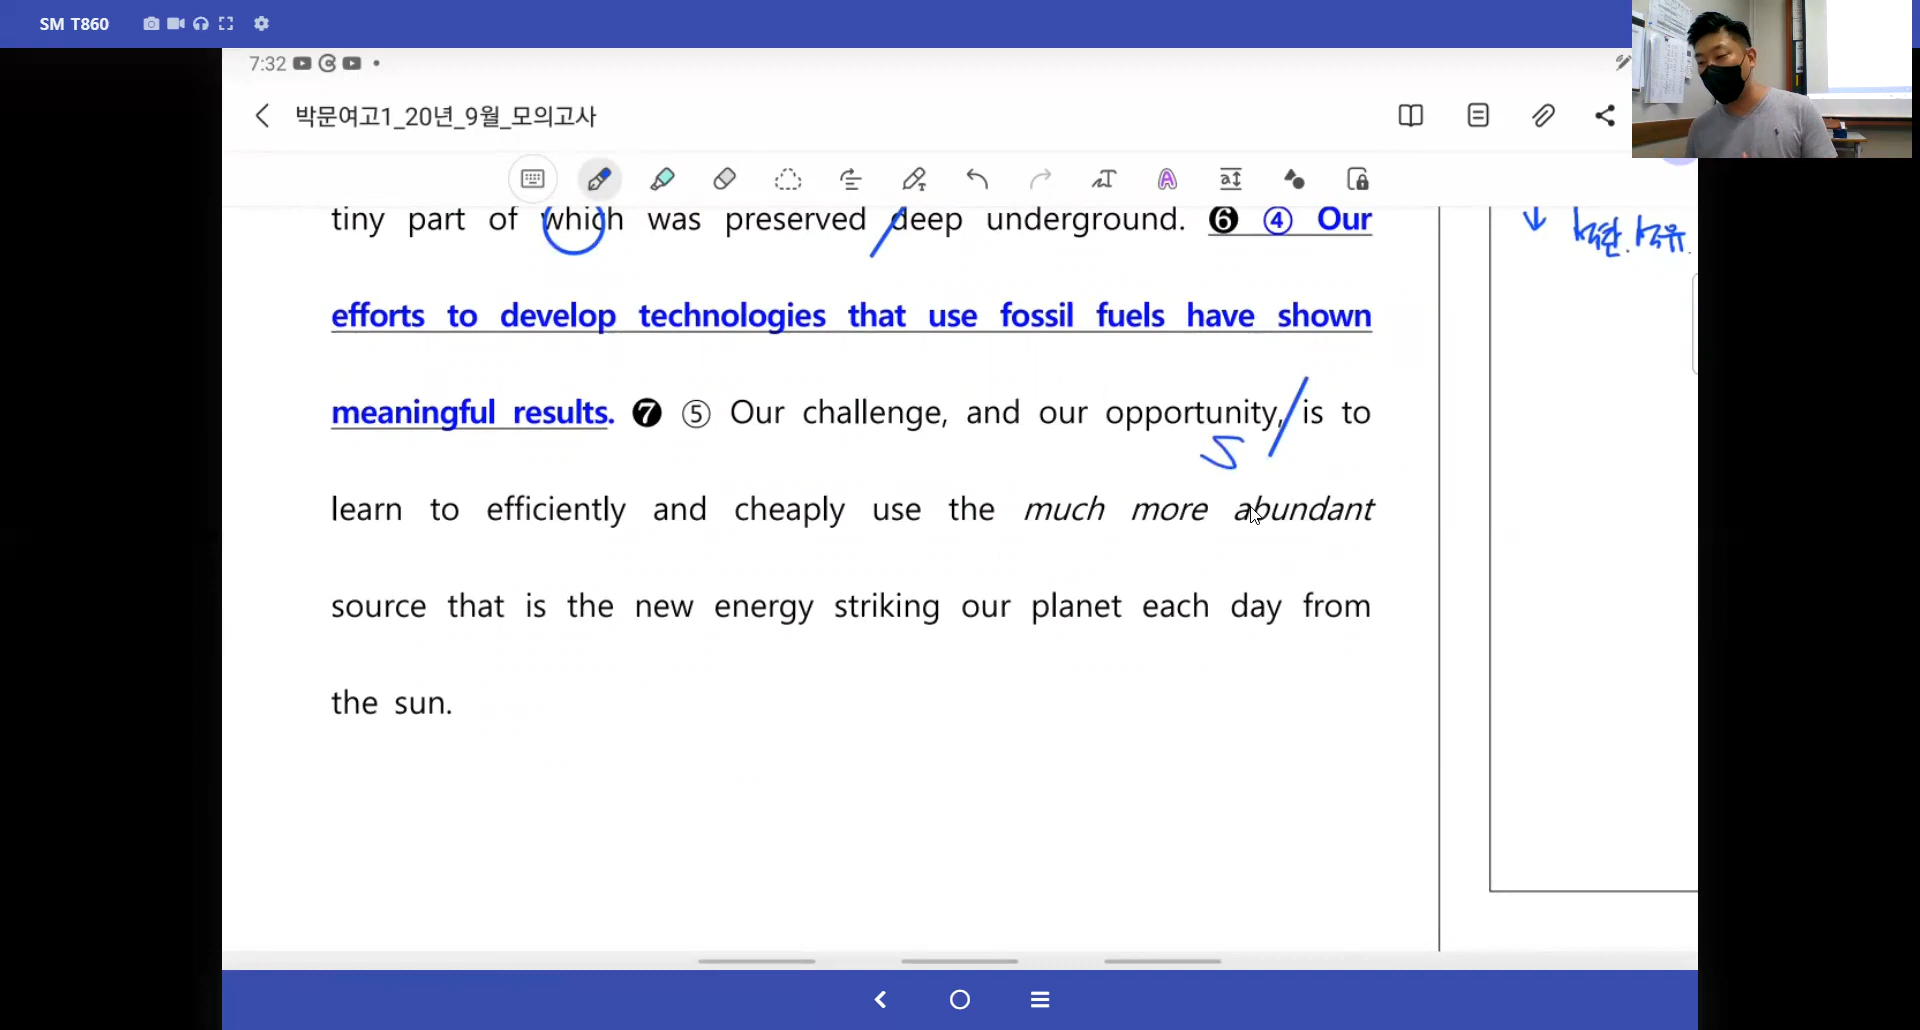 SM T860
7:32
박문여고1_20년_9월_모의고사
tiny part of which was preserved deep underground. ❻ ④ Our
efforts to develop technologies that use fossil fuels have shown
meaningful results. ❼ ⑤ Our challenge, and our opportunity, is to
S
learn to efficiently and cheaply use the much more abundant
source that is the new energy striking our planet each day from
the sun.
↓ 석탄. 석유.